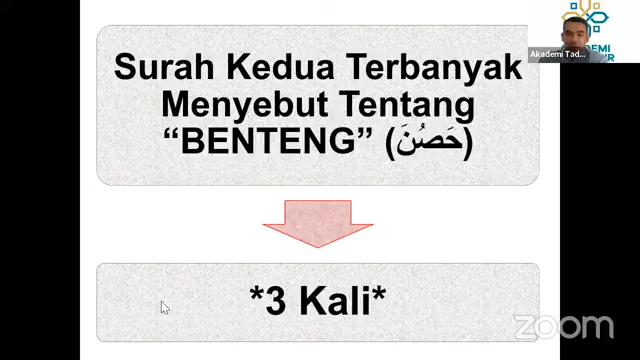 Akademi Tad...
Surah Kedua Terbanyak
Menyebut Tentang
“BENTENG” (حَصُنَ)
*3 Kali*
zoom